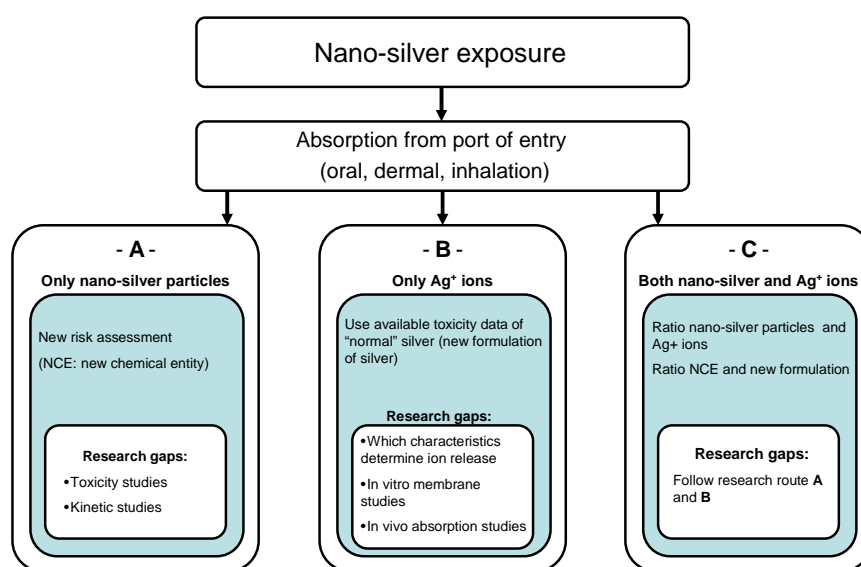 Nano-silver exposure
Absorption from port of entry
(oral, dermal, inhalation)
- A -
Only nano-silver particles
New risk assessment
(NCE: new chemical entity)
Research gaps:
•Toxicity studies
•Kinetic studies
- B -
Only Ag⁺ ions
Use available toxicity data of
“normal” silver (new formulation
of silver)
Research gaps:
•Which characteristics
determine ion release
•In vitro membrane
studies
•In vivo absorption studies
- C -
Both nano-silver and Ag⁺ ions
Ratio nano-silver particles and
Ag+ ions
Ratio NCE and new formulation
Research gaps:
Follow research route A
and B